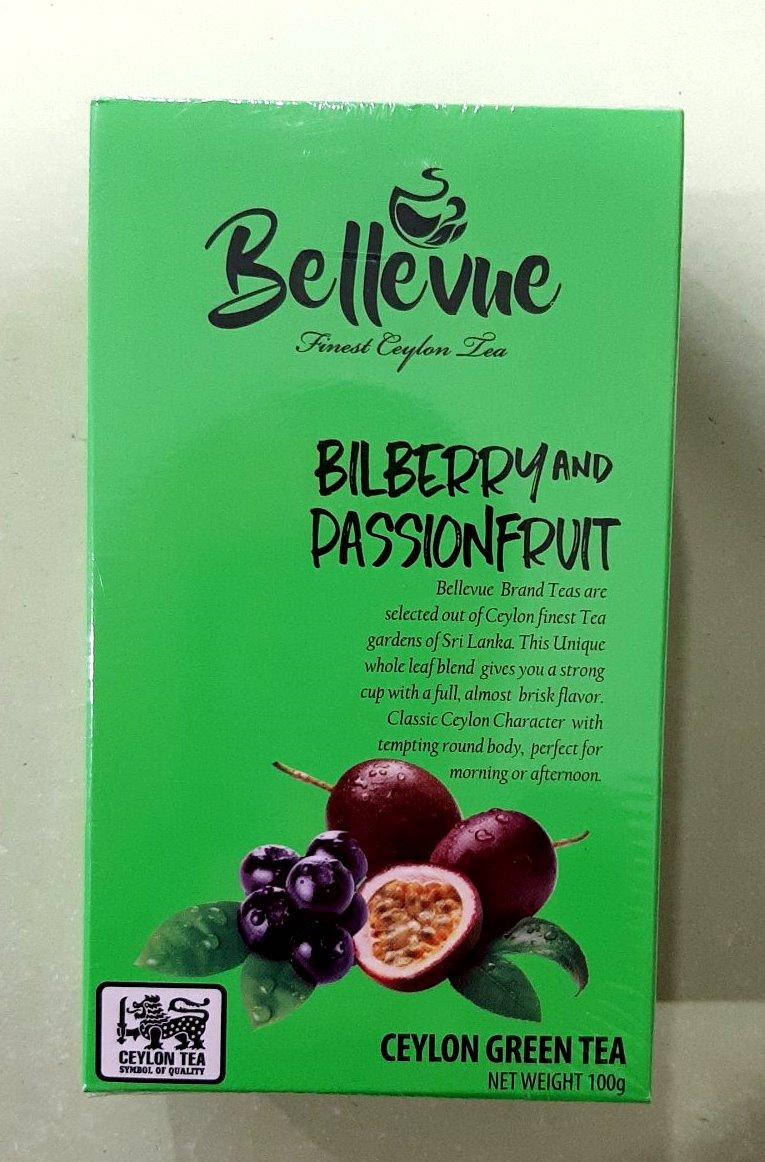 Bellevue
Finest Ceylon Tea
BILBERRY AND
PASSIONFRUIT
Bellevue Brand Teas are
selected out of Ceylon finest Tea
gardens of Sri Lanka. This Unique
whole leaf blend gives you a strong
cup with a full, almost brisk flavor.
Classic Ceylon Character with
tempting round body, perfect for
morning or afternoon.
CEYLON TEA
SYMBOL OF QUALITY
CEYLON GREEN TEA
NET WEIGHT 100g